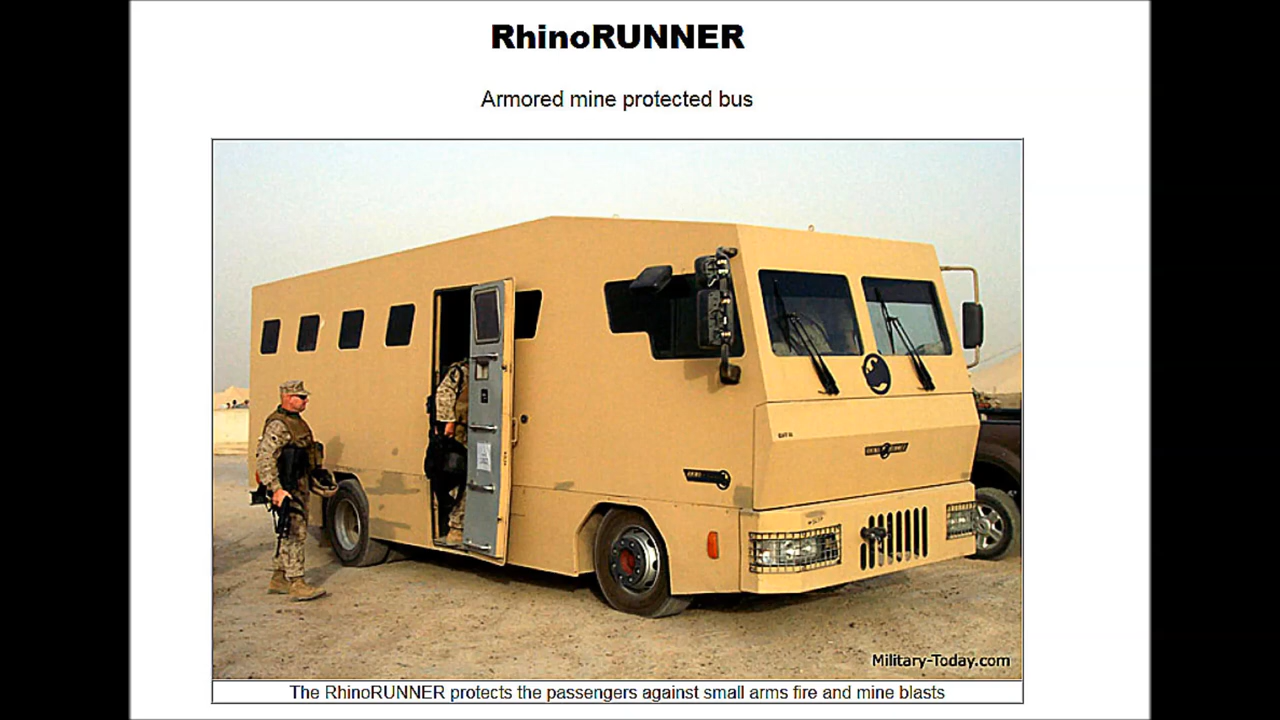 RhinoRUNNER
Armored mine protected bus
Military-Today.com
The RhinoRUNNER protects the passengers against small arms fire and mine blasts